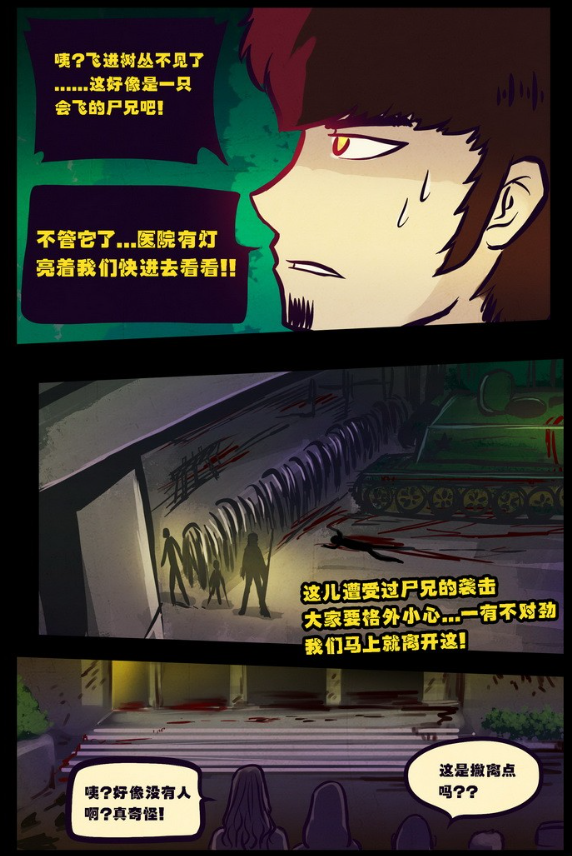 咦?飞进树丛不见了
……这好像是一只
会飞的尸兄吧!
不管它了...医院有灯
亮着我们快进去看看!!
这儿遭受过尸兄的袭击
大家要格外小心...一有不对劲
我们马上就离开这!
咦?好像没有人
啊?真奇怪!
这是撤离点
吗??